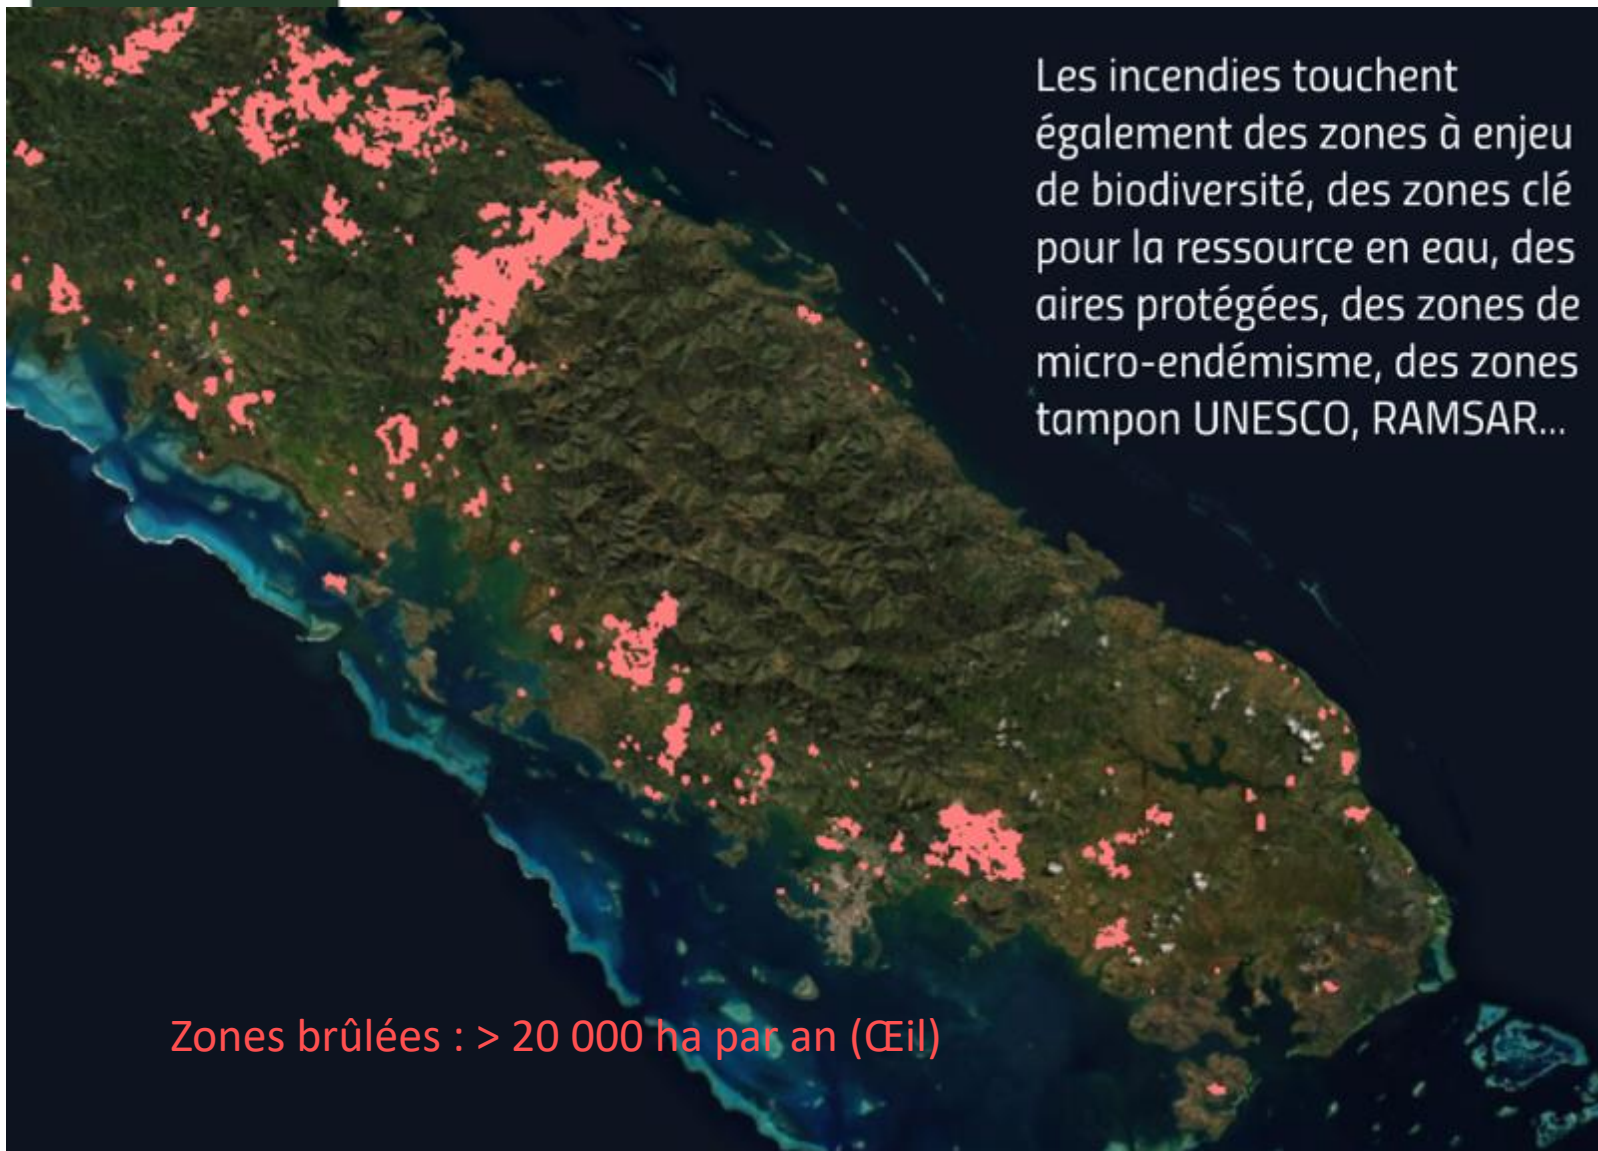 Les incendies touchent
également des zones à enjeu
de biodiversité, des zones clé
pour la ressource en eau, des
aires protégées, des zones de
micro-endémisme, des zones
tampon UNESCO, RAMSAR...
Zones brûlées : > 20 000 ha par an (Œil)